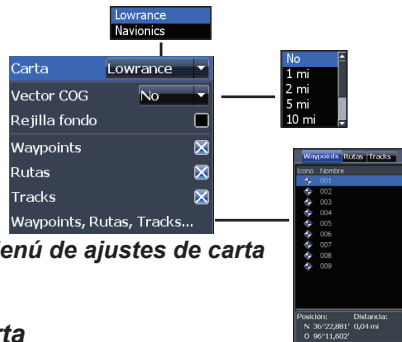 Lowrance
Navionics
Carta Lowrance
Vector COG No
Rejilla fondo
Waypoints
Rutas
Tracks
Waypoints, Rutas, Tracks...
No
1 mi
2 mi
5 mi
10 mi
Waypoints Rutas Tracks
Icono Nombre
001
002
003
004
005
006
007
008
009
Posición: Distancia:
N 36°22,881' 0,04 mi
O 96°11,602'
enú de ajustes de carta
rta